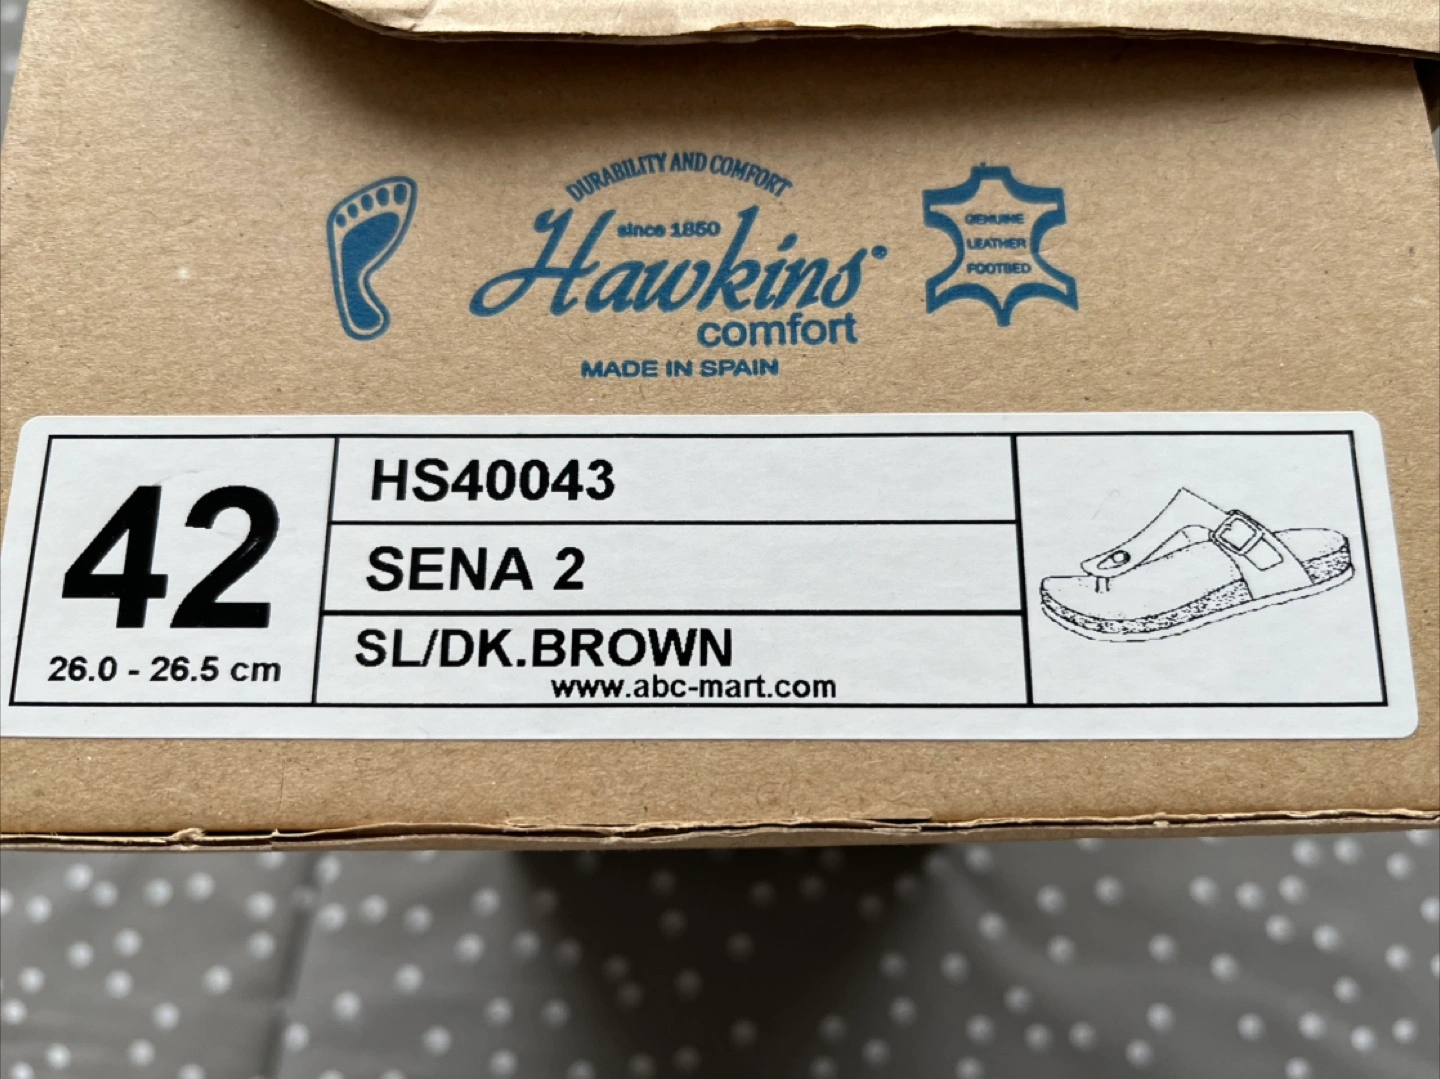 DURABILITY AND COMFORT
since 1850
Hawkins®
comfort
MADE IN SPAIN
GENUINE
LEATHER
FOOTBED
42
26.0 - 26.5 cm
HS40043
SENA 2
SL/DK.BROWN
www.abc-mart.com